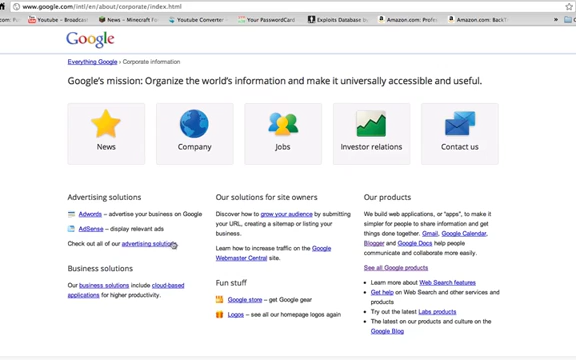 www.google.com/intl/en/about/corporate/index.html
Youtube – Broadcas
News – Minecraft For
Youtube Converter
Your PasswordCard
Exploits Database by
Amazon.com: Profe
Amazon.com: Back'T
»
Other B
Google
Everything Google › Corporate information
Google's mission: Organize the world's information and make it universally accessible and useful.
News
Company
Jobs
Investor relations
Contact us
Advertising solutions
Adwords – advertise your business on Google
AdSense – display relevant ads
Check out all of our advertising solutions
Business solutions
Our business solutions include cloud-based
applications for higher productivity.
Our solutions for site owners
Discover how to grow your audience by submitting
your URL, creating a sitemap or listing your
business.
Learn how to increase traffic on the Google
Webmaster Central site.
Fun stuff
Google store – get Google gear
Logos – see all our homepage logos again
Our products
We build web applications, or "apps", to make it
simpler for people to share information and get
things done. Gmail, Google Calendar,
Blogger and Google Docs help people
communicate and collaborate more easily.
See all Google products
• Learn more about Web Search features
• Get help on Web Search and other services and
products
• Try out the latest Labs products
• The latest on our products and culture on the
Google Blog